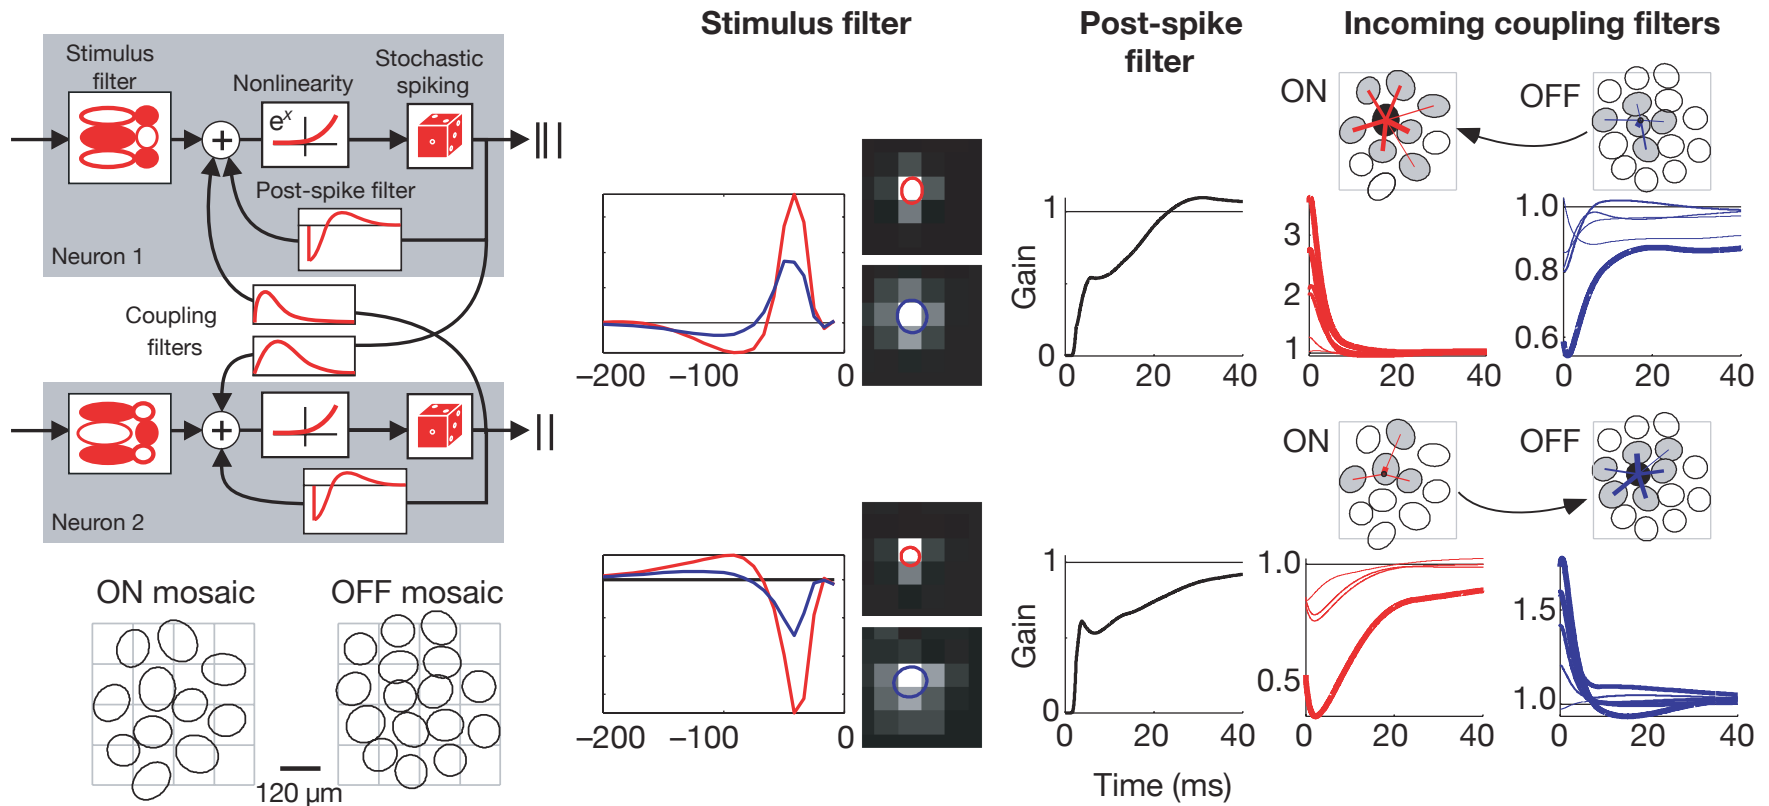 Stimulus
filter
Nonlinearity
Stochastic
spiking
e^x
Post-spike filter
Neuron 1
Coupling
filters
Neuron 2
ON mosaic
OFF mosaic
120 µm
Stimulus filter
−200 −100 0
−200 −100 0
Post-spike
filter
Gain
1
0
0 20 40
Gain
1
0
0 20 40
Time (ms)
Incoming coupling filters
ON
OFF
3
2
1
0 20 40
1.0
0.8
0.6
0 20 40
ON
OFF
1.0
0.5
0 20 40
1.5
1.0
0 20 40